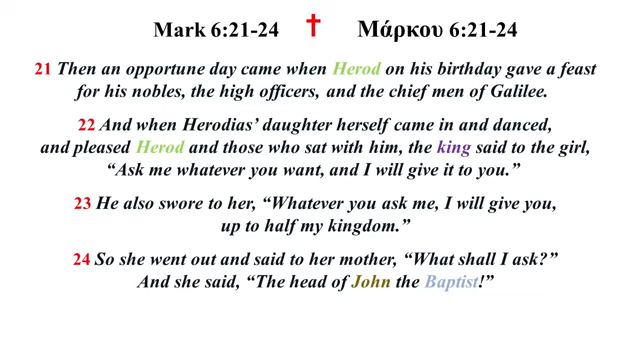 Mark 6:21-24 Μάρκου 6:21-24
21 Then an opportune day came when Herod on his birthday gave a feast
for his nobles, the high officers, and the chief men of Galilee.
22 And when Herodias’ daughter herself came in and danced,
and pleased Herod and those who sat with him, the king said to the girl,
“Ask me whatever you want, and I will give it to you.”
23 He also swore to her, “Whatever you ask me, I will give you,
up to half my kingdom.”
24 So she went out and said to her mother, “What shall I ask?”
And she said, “The head of John the Baptist!”